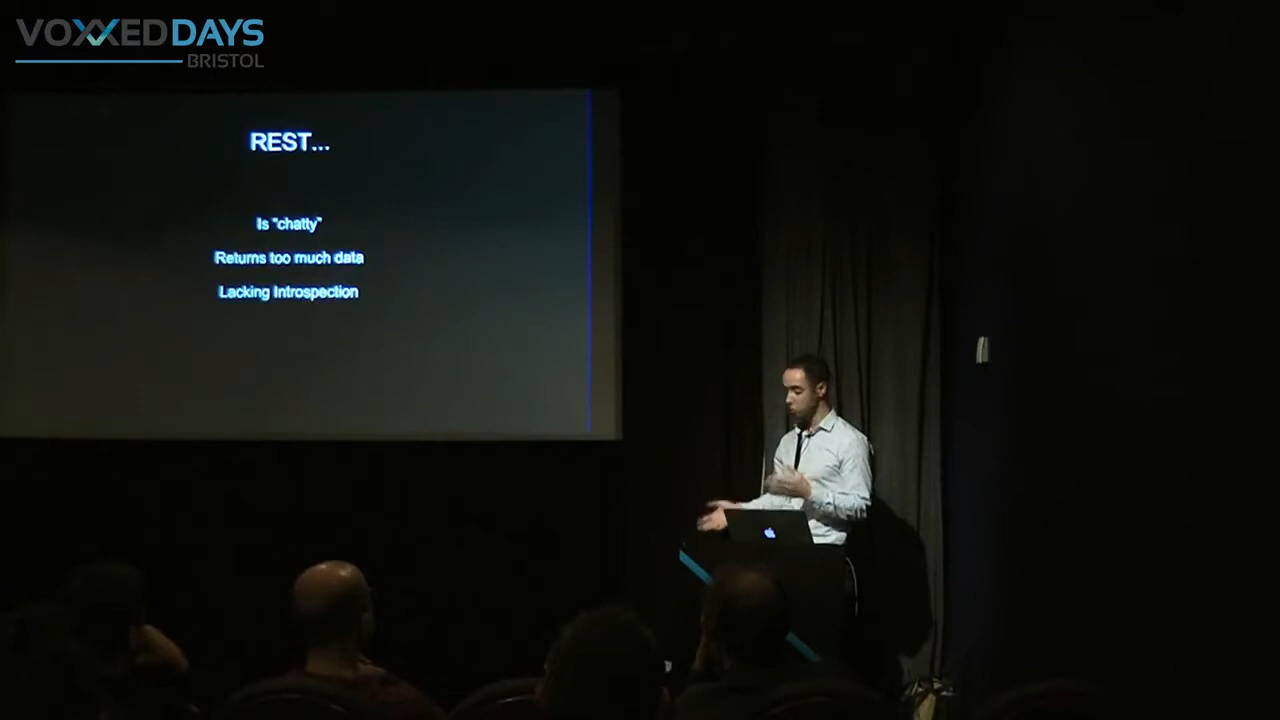 VOXXEDDAYS
BRISTOL
REST...
Is "chatty"
Returns too much data
Lacking Introspection